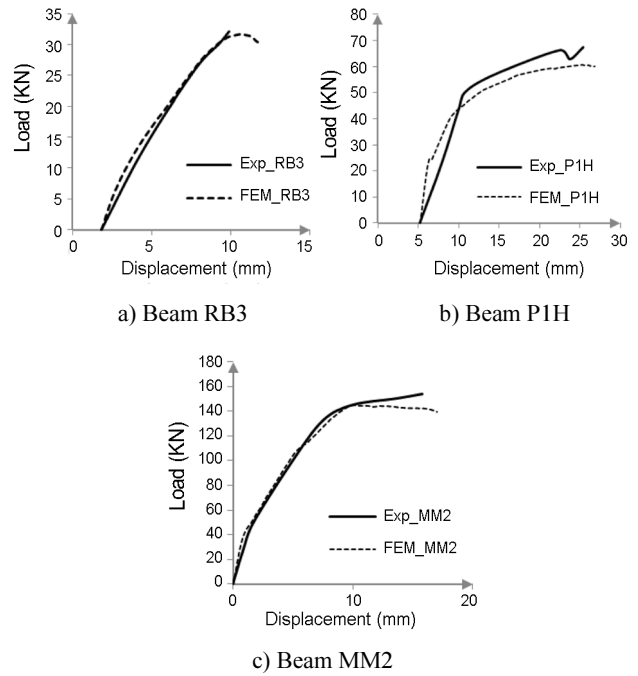 35
30
25
20
15
10
5
0
Load (KN)
Exp_RB3
FEM_RB3
0 5 10 15
Displacement (mm)
a) Beam RB3
80
70
60
50
40
30
20
10
0
Load (KN)
Exp_P1H
FEM_P1H
0 5 10 15 20 25 30
Displacement (mm)
b) Beam P1H
180
160
140
120
100
80
60
40
20
0
Load (KN)
Exp_MM2
FEM_MM2
0 10 20
Displacement (mm)
c) Beam MM2